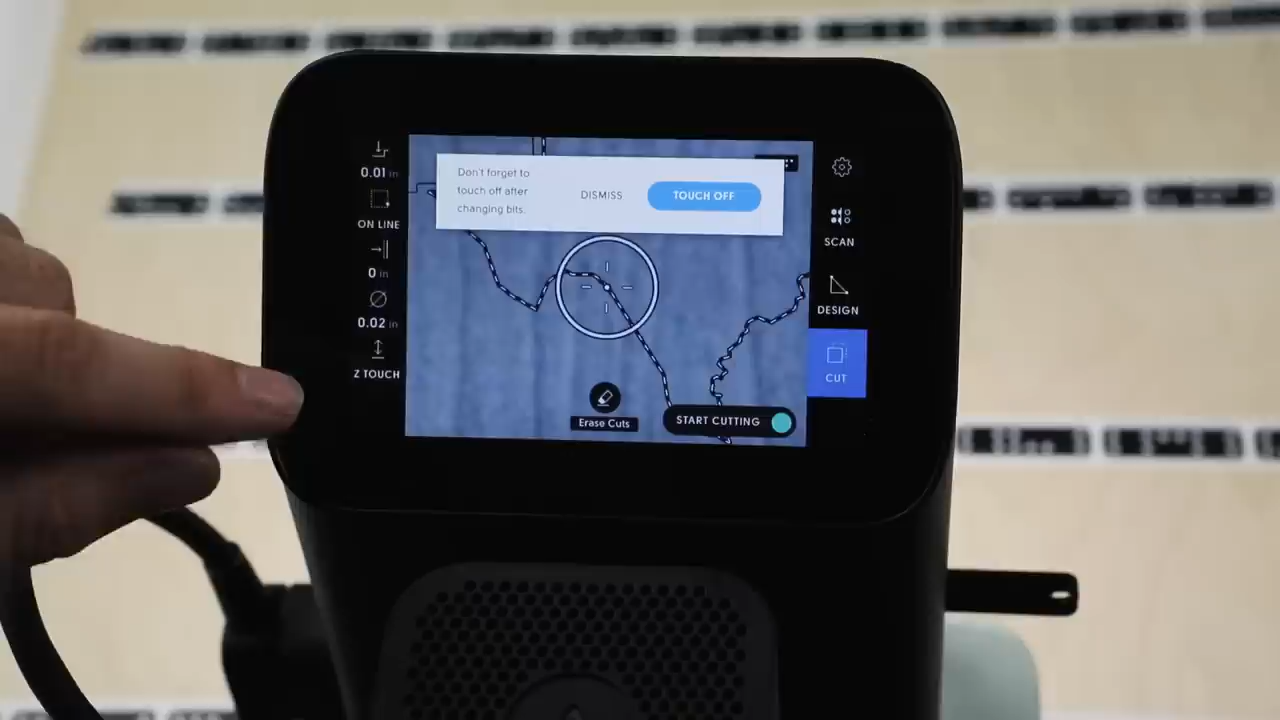 0.01 in
ON LINE
0 in
0.02 in
Z TOUCH
Don't forget to
touch off after
changing bits.
DISMISS
TOUCH OFF
Erase Cuts
START CUTTING
SCAN
DESIGN
CUT